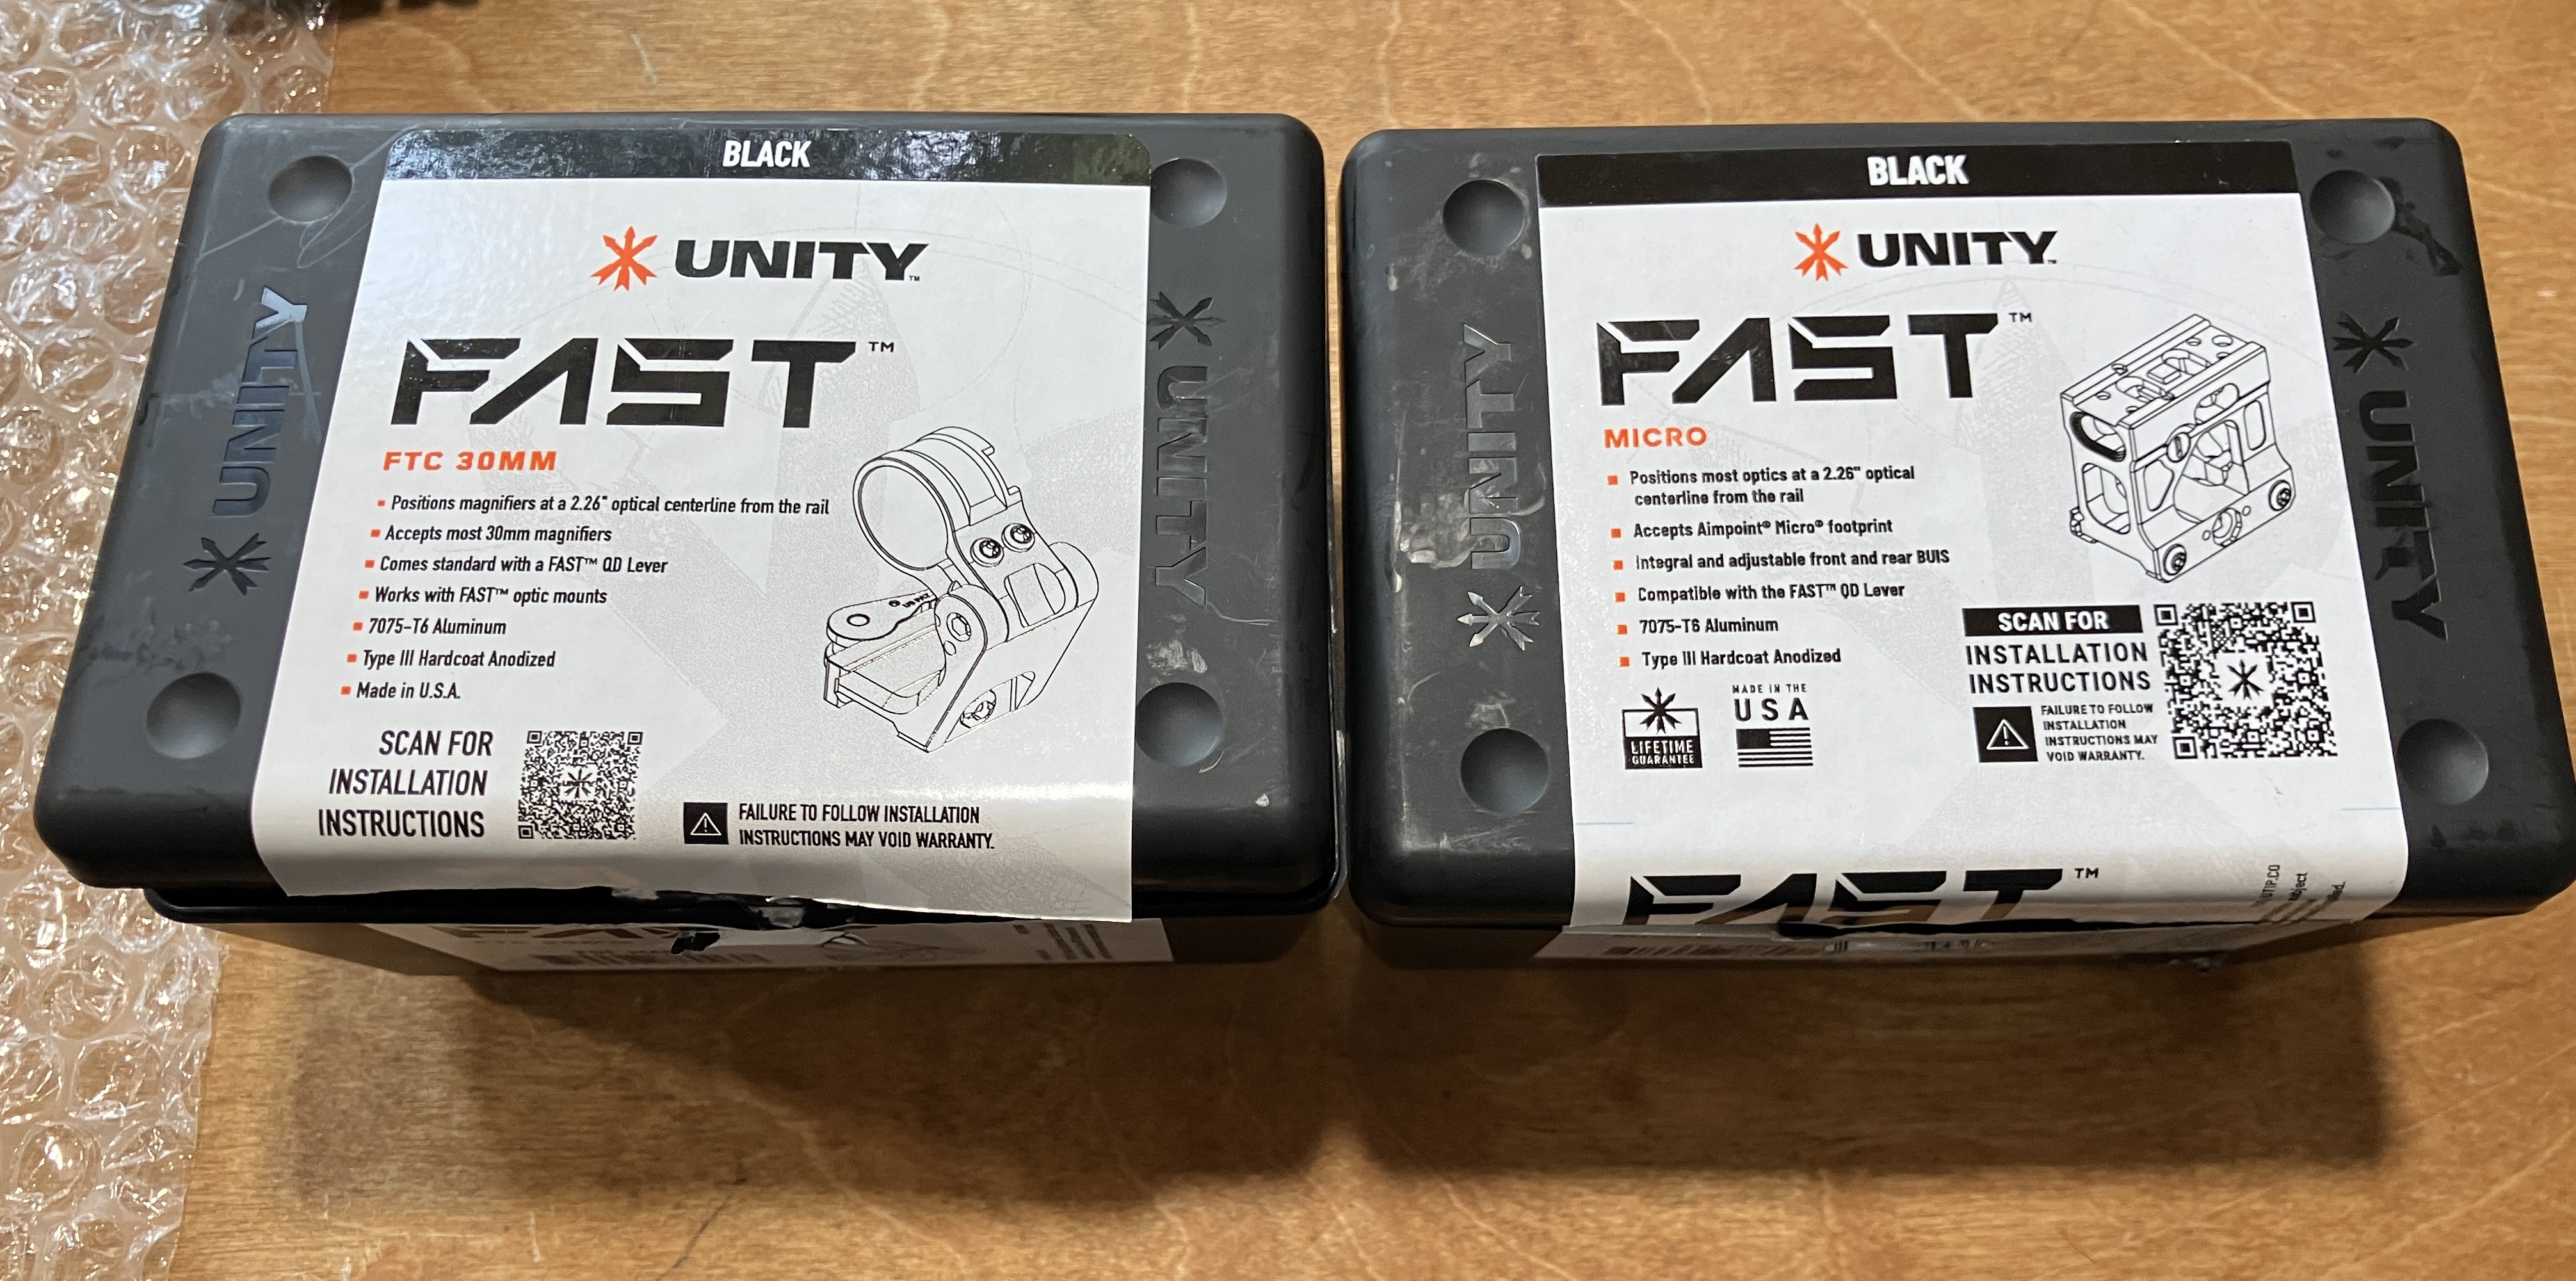 BLACK
UNITY™
FAST™
FTC 30MM
Positions magnifiers at a 2.26" optical centerline from the rail
Accepts most 30mm magnifiers
Comes standard with a FAST™ QD Lever
Works with FAST™ optic mounts
7075-T6 Aluminum
Type III Hardcoat Anodized
Made in U.S.A.
SCAN FOR
INSTALLATION
INSTRUCTIONS
FAILURE TO FOLLOW INSTALLATION
INSTRUCTIONS MAY VOID WARRANTY.
UNITY
UNITY
BLACK
UNITY™
FAST™
MICRO
Positions most optics at a 2.26" optical
centerline from the rail
Accepts Aimpoint® Micro® footprint
Integral and adjustable front and rear BUIS
Compatible with the FAST™ QD Lever
7075-T6 Aluminum
Type III Hardcoat Anodized
LIFETIME
GUARANTEE
MADE IN THE
USA
SCAN FOR
INSTALLATION
INSTRUCTIONS
FAILURE TO FOLLOW
INSTALLATION
INSTRUCTIONS MAY
VOID WARRANTY.
FAST™
UNITY
UNITY